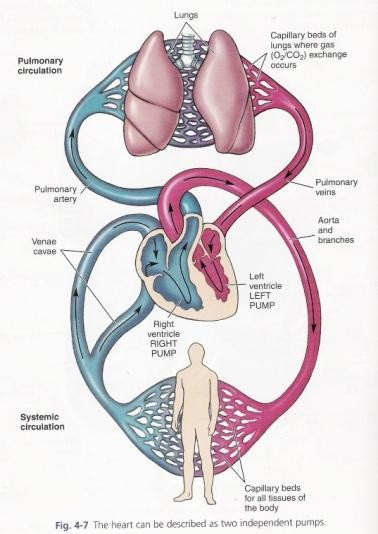 Lungs
Capillary beds of
lungs where gas
(O₂/CO₂) exchange
occurs
Pulmonary
circulation
Pulmonary
artery
Pulmonary
veins
Aorta
and
branches
Venae
cavae
Left
ventricle
LEFT
PUMP
Right
ventricle
RIGHT
PUMP
Systemic
circulation
Capillary beds
for all tissues of
the body
Fig. 4-7 The heart can be described as two independent pumps.